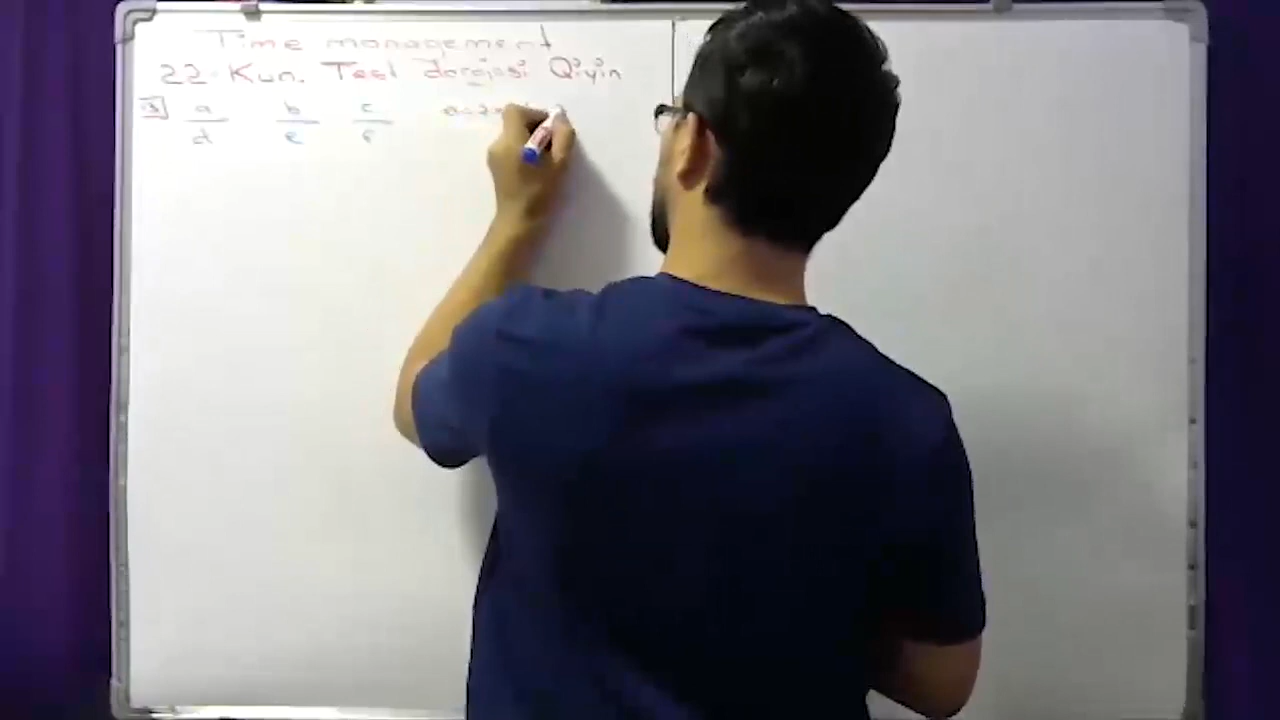 Time management
22-Kun. Test darajasi Qiyin
a b c
d e f